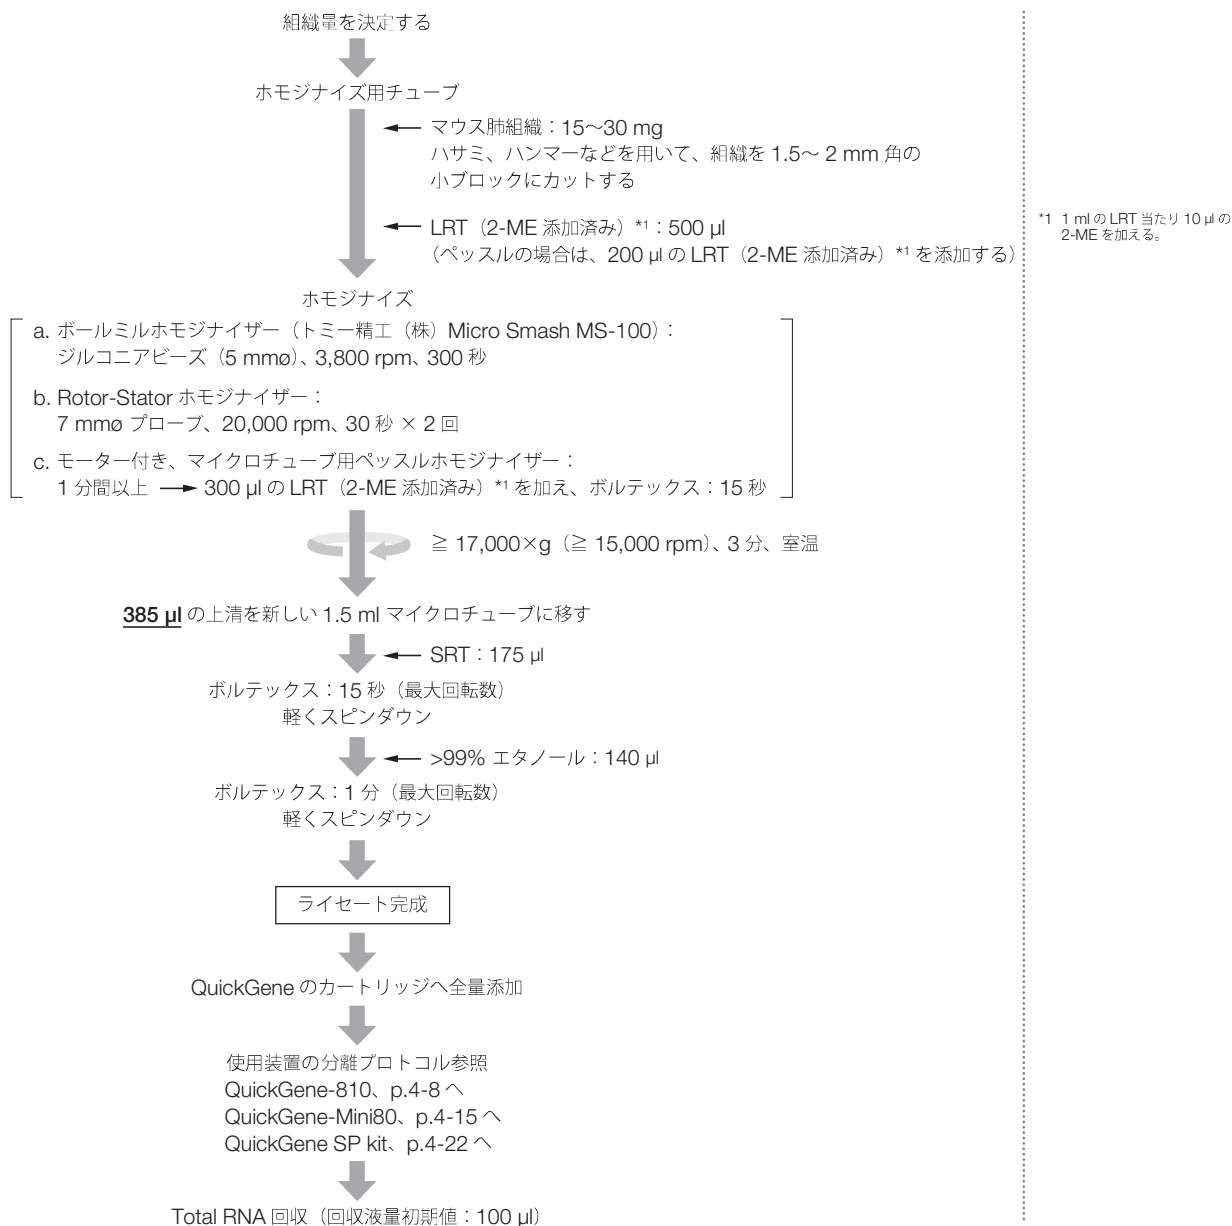 組織量を決定する
ホモジナイズ用チューブ
マウス肺組織：15～30 mg
ハサミ、ハンマーなどを用いて、組織を 1.5～ 2 mm 角の
小ブロックにカットする
LRT（2-ME 添加済み）*1：500 µl
（ペッスルの場合は、200 µl の LRT（2-ME 添加済み）*1 を添加する）
*1 1 ml の LRT 当たり 10 µl の
2-ME を加える。
ホモジナイズ
a. ボールミルホモジナイザー（トミー精工（株）Micro Smash MS-100）：
ジルコニアビーズ（5 mmø）、3,800 rpm、300 秒
b. Rotor-Stator ホモジナイザー：
7 mmø プローブ、20,000 rpm、30 秒 × 2 回
c. モーター付き、マイクロチューブ用ペッスルホモジナイザー：
1 分間以上 → 300 µl の LRT（2-ME 添加済み）*1 を加え、ボルテックス：15 秒
≧ 17,000×g（≧ 15,000 rpm）、3 分、室温
385 µl の上清を新しい 1.5 ml マイクロチューブに移す
SRT：175 µl
ボルテックス：15 秒（最大回転数）
軽くスピンダウン
>99% エタノール：140 µl
ボルテックス：1 分（最大回転数）
軽くスピンダウン
ライセート完成
QuickGene のカートリッジへ全量添加
使用装置の分離プロトコル参照
QuickGene-810、p.4-8 へ
QuickGene-Mini80、p.4-15 へ
QuickGene SP kit、p.4-22 へ
Total RNA 回収（回収液量初期値：100 µl）